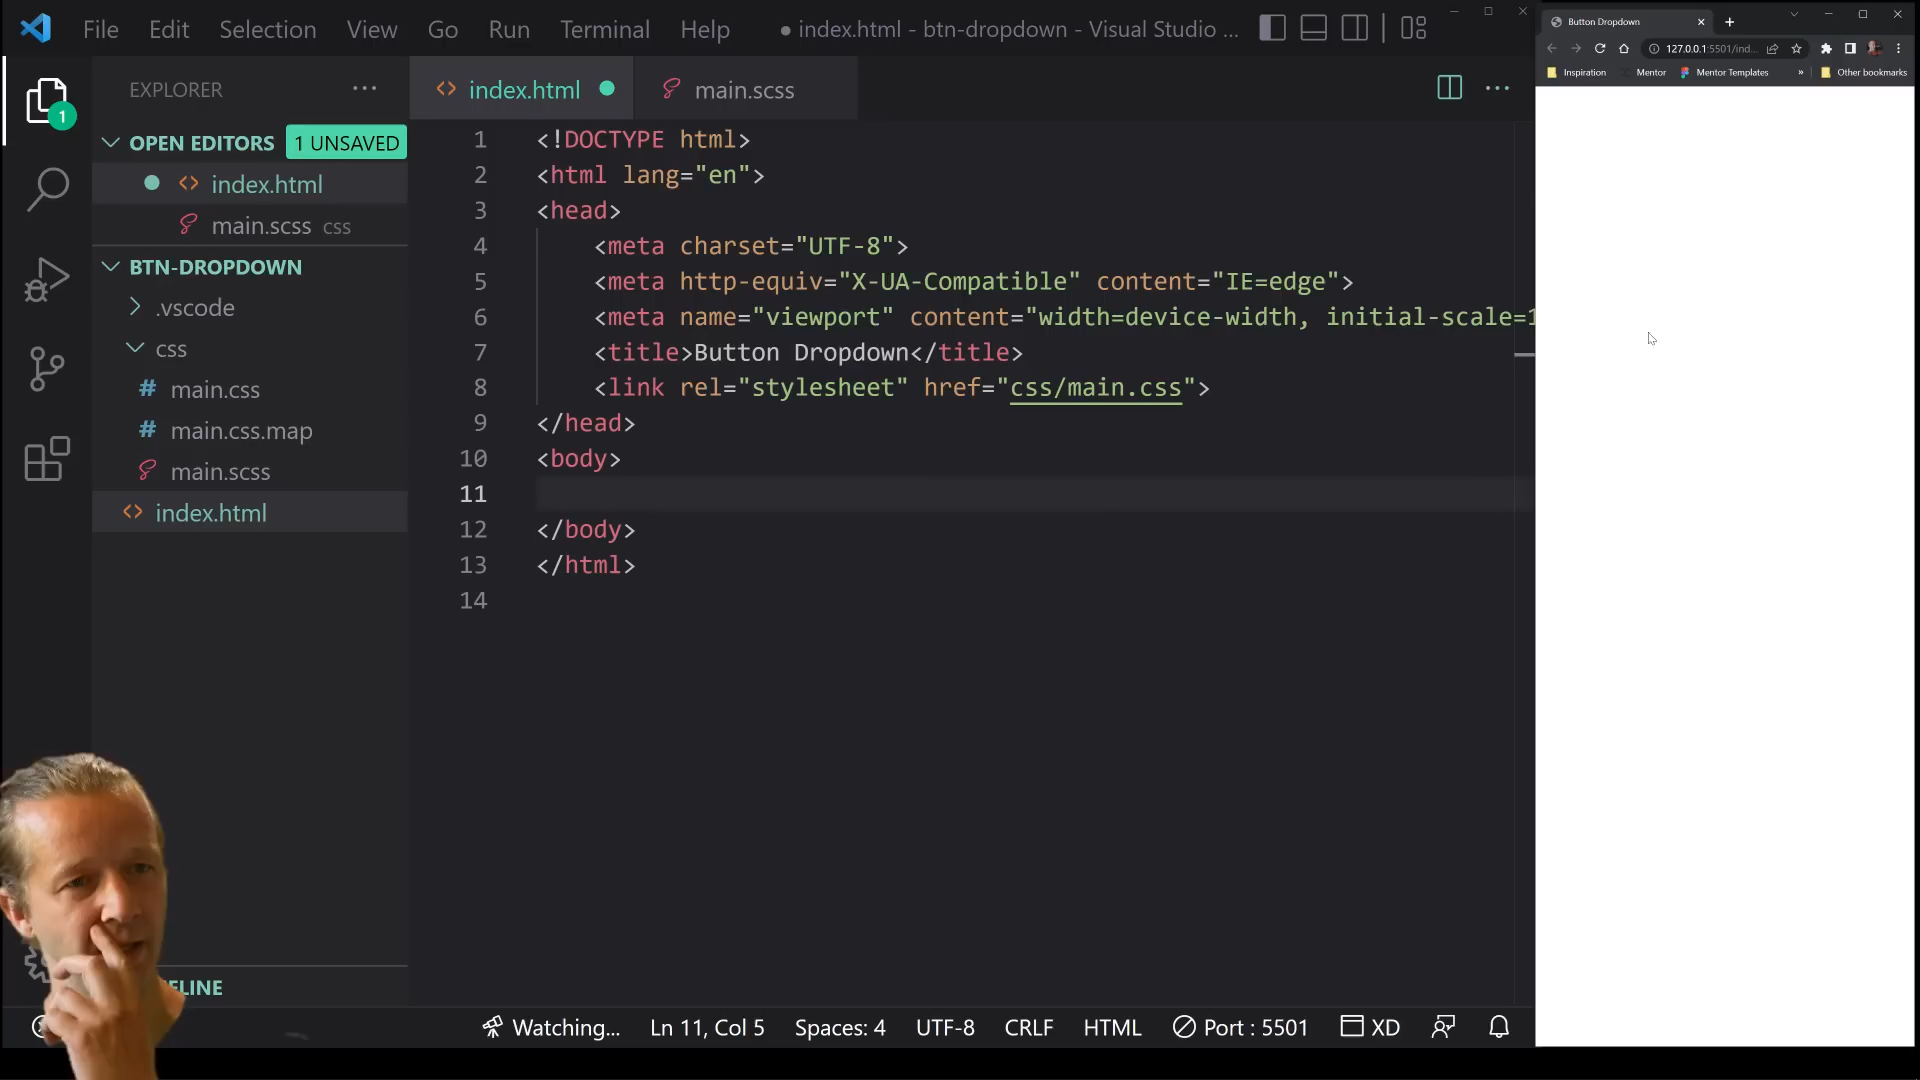 File Edit Selection View Go Run Terminal Help
● index.html - btn-dropdown - Visual Studio ...
EXPLORER
OPEN EDITORS
1 UNSAVED
index.html
main.scss css
BTN-DROPDOWN
.vscode
css
main.css
main.css.map
main.scss
index.html
ELINE
1
index.html
main.scss
1 <!DOCTYPE html>
2 <html lang="en">
3 <head>
4 <meta charset="UTF-8">
5 <meta http-equiv="X-UA-Compatible" content="IE=edge">
6 <meta name="viewport" content="width=device-width, initial-scale=1
7 <title>Button Dropdown</title>
8 <link rel="stylesheet" href="css/main.css">
9 </head>
10 <body>
11
12 </body>
13 </html>
14
Watching... Ln 11, Col 5 Spaces: 4 UTF-8 CRLF HTML Port : 5501 XD
Button Dropdown
127.0.0.1:5501/ind...
Inspiration Mentor Mentor Templates » Other bookmarks